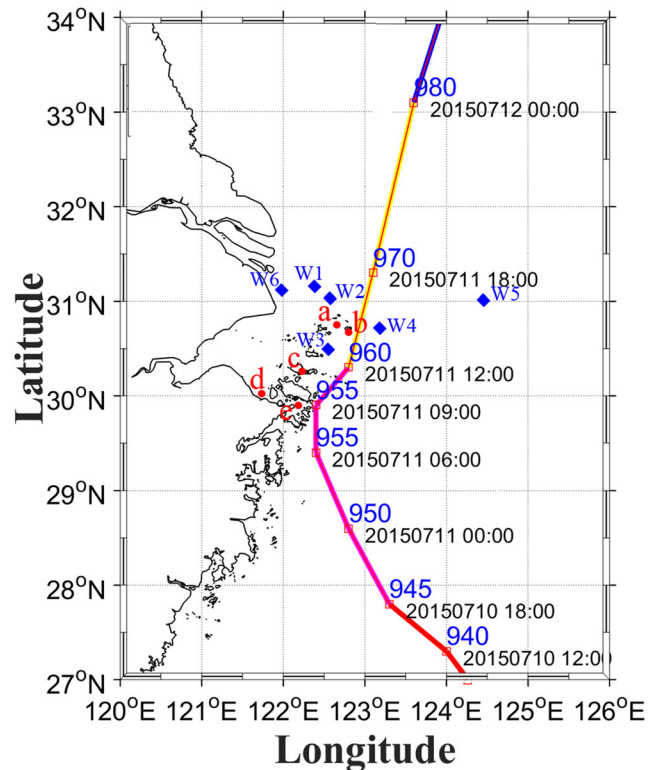 34°N
980
20150712 00:00
33°N
32°N
970
20150711 18:00
W6
W1
W2
W5
31°N
a
b
W4
W3
960
20150711 12:00
c
d
955
30°N
e
20150711 09:00
955
20150711 06:00
29°N
950
20150711 00:00
28°N
945
20150710 18:00
940
20150710 12:00
27°N
120°E
121°E
122°E
123°E
124°E
125°E
126°E
Latitude
Longitude